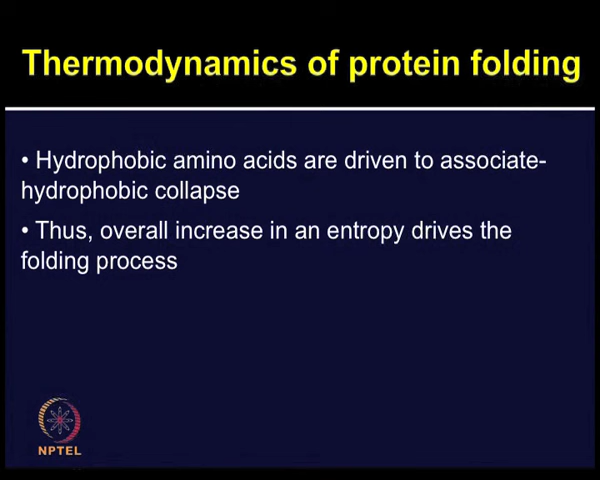 Thermodynamics of protein folding
• Hydrophobic amino acids are driven to associate-
hydrophobic collapse
• Thus, overall increase in an entropy drives the
folding process
NPTEL